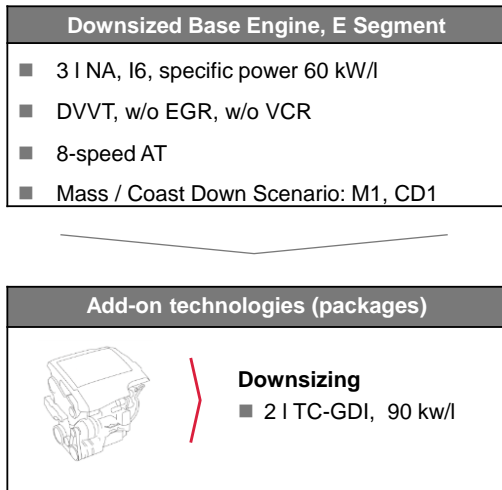 Downsized Base Engine, E Segment
■ 3 l NA, I6, specific power 60 kW/l
■ DVVT, w/o EGR, w/o VCR
■ 8-speed AT
■ Mass / Coast Down Scenario: M1, CD1
Add-on technologies (packages)
Downsizing
■ 2 l TC-GDI, 90 kw/l